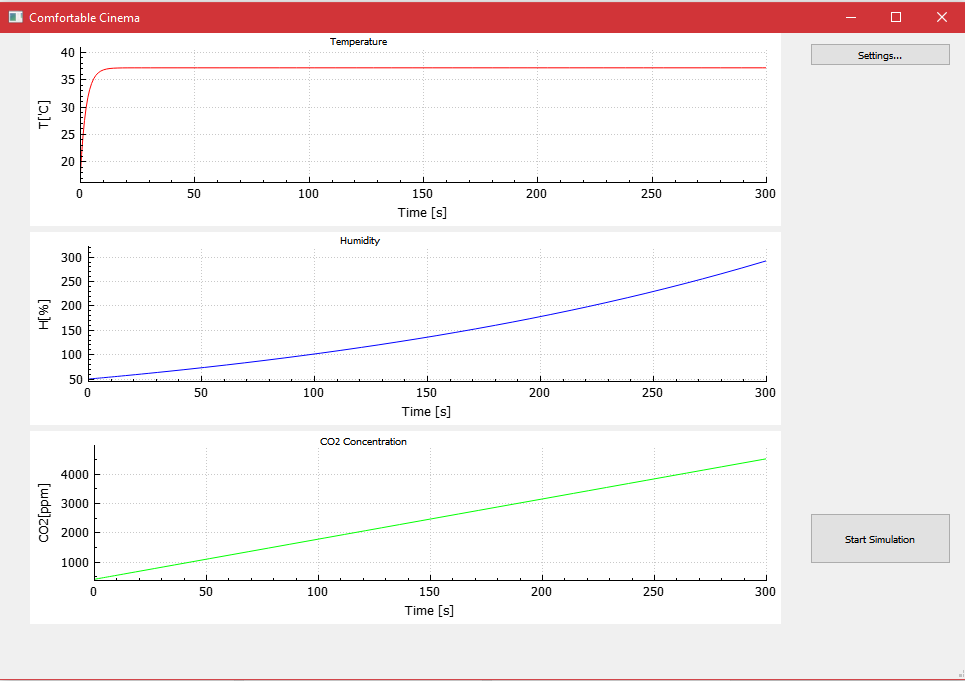 Comfortable Cinema
Settings...
Temperature
40
35
30
25
20
T['C]
0 50 100 150 200 250 300
Time [s]
Humidity
300
250
200
150
100
50
H[%]
0 50 100 150 200 250 300
Time [s]
CO2 Concentration
4000
3000
2000
1000
CO2[ppm]
0 50 100 150 200 250 300
Time [s]
Start Simulation